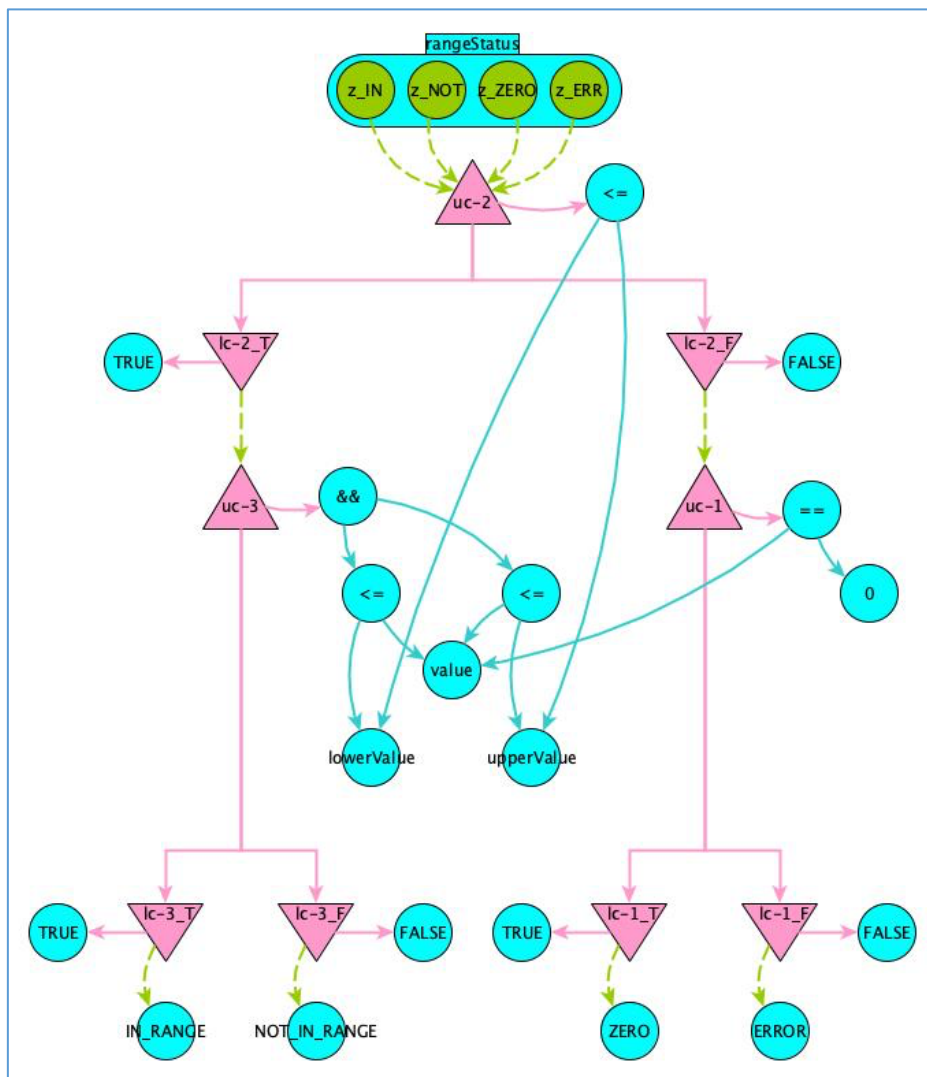 rangeStatus
z_IN
z_NOT
z_ZERO
z_ERR
uc-2
<=
lc-2_T
TRUE
lc-2_F
FALSE
uc-3
&&
uc-1
==
<=
<=
0
value
lowerValue
upperValue
lc-3_T
TRUE
lc-3_F
FALSE
lc-1_T
TRUE
lc-1_F
FALSE
IN_RANGE
NOT_IN_RANGE
ZERO
ERROR